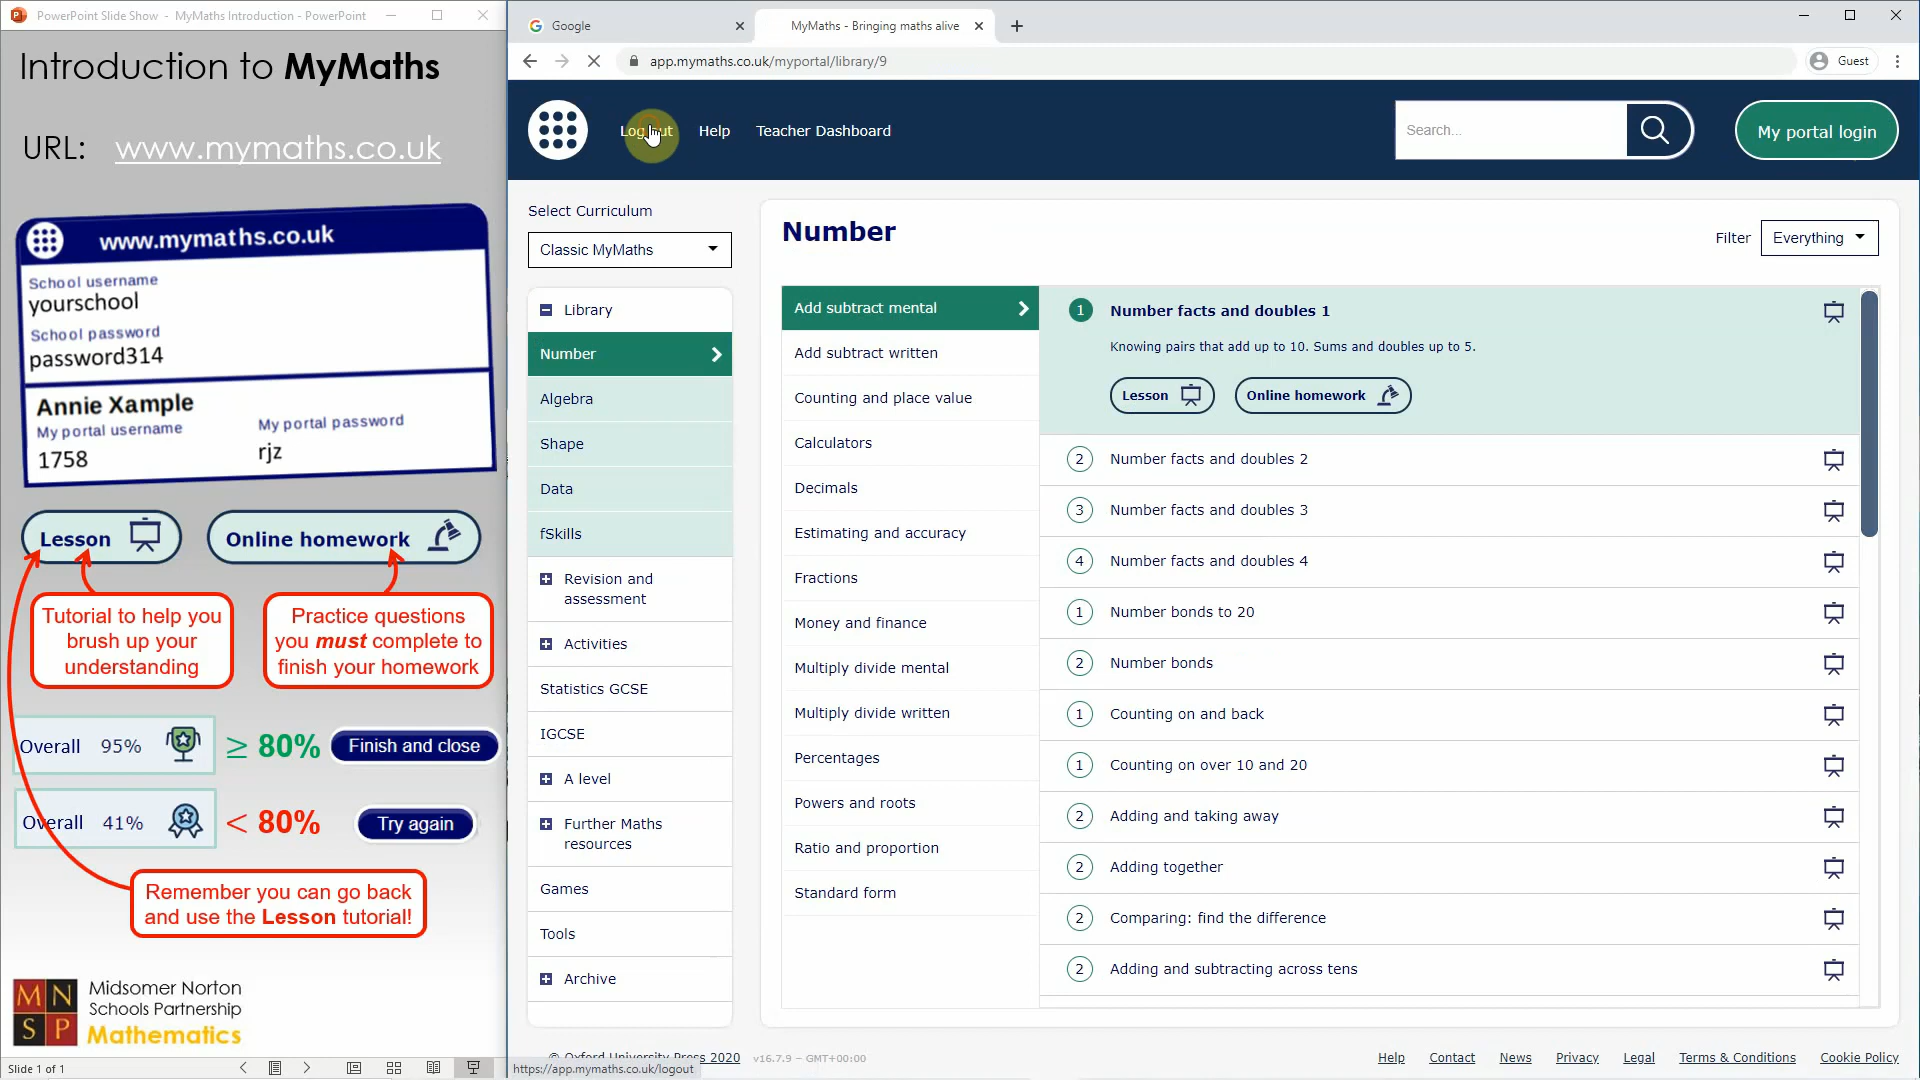 PowerPoint Slide Show - MyMaths Introduction - PowerPoint
Introduction to MyMaths
URL: www.mymaths.co.uk
www.mymaths.co.uk
School username
yourschool
School password
password314
Annie Xample
My portal username
My portal password
1758
rjz
Lesson
Online homework
Tutorial to help you
brush up your
understanding
Practice questions
you must complete to
finish your homework
Overall 95%
≥ 80%
Finish and close
Overall 41%
< 80%
Try again
Remember you can go back
and use the Lesson tutorial!
MN
SP
Midsomer Norton
Schools Partnership
Mathematics
Slide 1 of 1
Google
MyMaths - Bringing maths alive
app.mymaths.co.uk/myportal/library/9
Guest
Log out
Help
Teacher Dashboard
Search...
My portal login
Select Curriculum
Classic MyMaths
Library
Number
Algebra
Shape
Data
fSkills
Revision and
assessment
Activities
Statistics GCSE
IGCSE
A level
Further Maths
resources
Games
Tools
Archive
Number
Filter
Everything
Add subtract mental
Add subtract written
Counting and place value
Calculators
Decimals
Estimating and accuracy
Fractions
Money and finance
Multiply divide mental
Multiply divide written
Percentages
Powers and roots
Ratio and proportion
Standard form
1 Number facts and doubles 1
Knowing pairs that add up to 10. Sums and doubles up to 5.
Lesson
Online homework
2 Number facts and doubles 2
3 Number facts and doubles 3
4 Number facts and doubles 4
1 Number bonds to 20
2 Number bonds
1 Counting on and back
1 Counting on over 10 and 20
2 Adding and taking away
2 Adding together
2 Comparing: find the difference
2 Adding and subtracting across tens
© Oxford University Press 2020
v16.7.9 – GMT+00:00
Help
Contact
News
Privacy
Legal
Terms & Conditions
Cookie Policy
https://app.mymaths.co.uk/logout